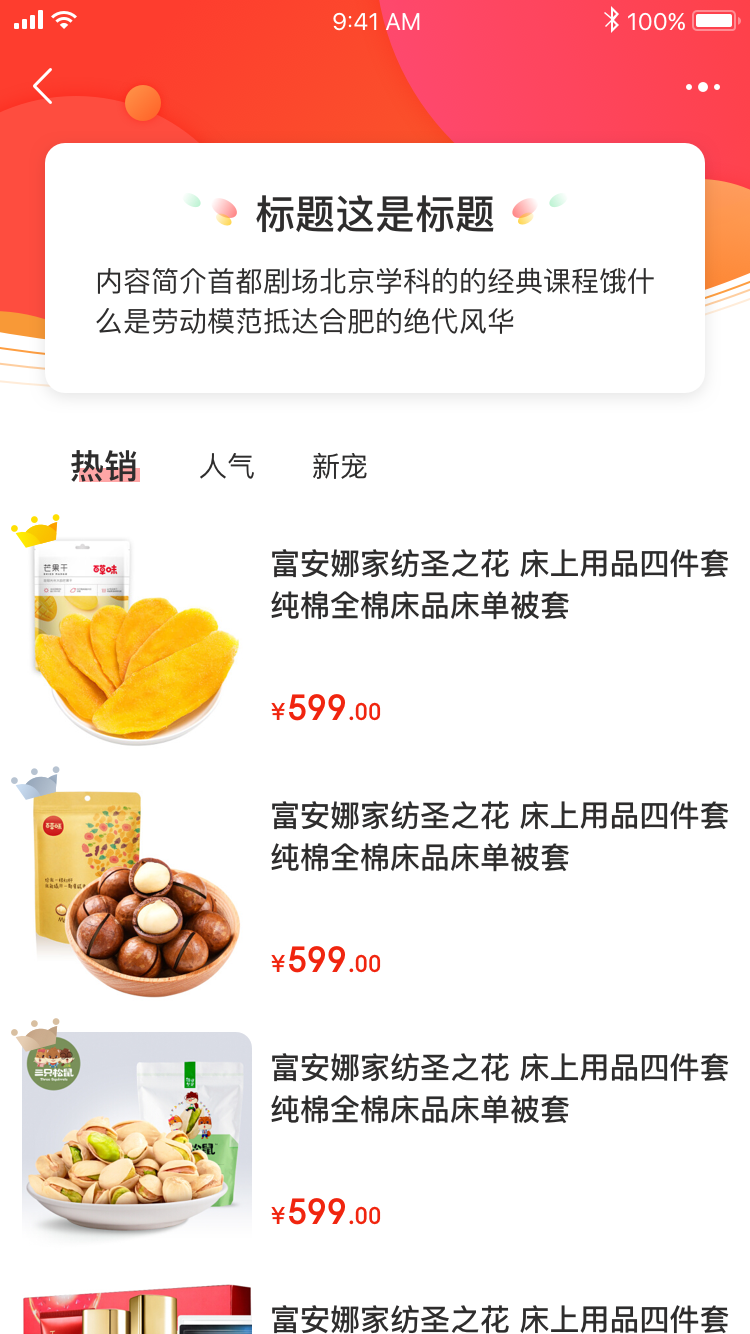 9:41 AM
100%
标题这是标题
内容简介首都剧场北京学科的的经典课程饿什
么是劳动模范抵达合肥的绝代风华
热销
人气
新宠
芒果干
百草味
富安娜家纺圣之花 床上用品四件套
纯棉全棉床品床单被套
¥599.00
百草味
富安娜家纺圣之花 床上用品四件套
纯棉全棉床品床单被套
¥599.00
三只松鼠
Three Squirrels
富安娜家纺圣之花 床上用品四件套
纯棉全棉床品床单被套
¥599.00
富安娜家纺圣之花 床上用品四件套